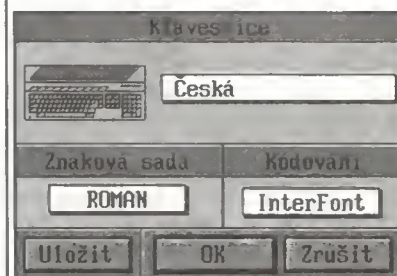 Klávesnice
Česká
Znaková sada
Kódování
ROMAN
InterFont
Uložit
OK
Zrušit